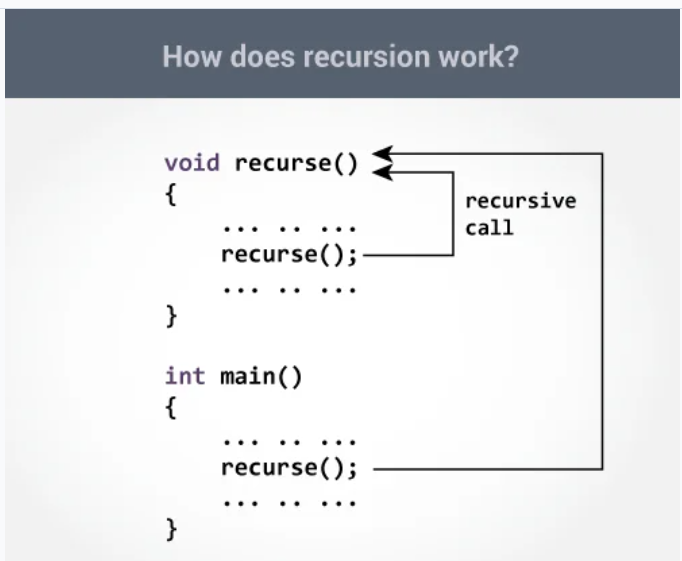 How does recursion work?
void recurse()
{
... .. ...
recurse();
... .. ...
}
recursive
call
int main()
{
... .. ...
recurse();
... .. ...
}